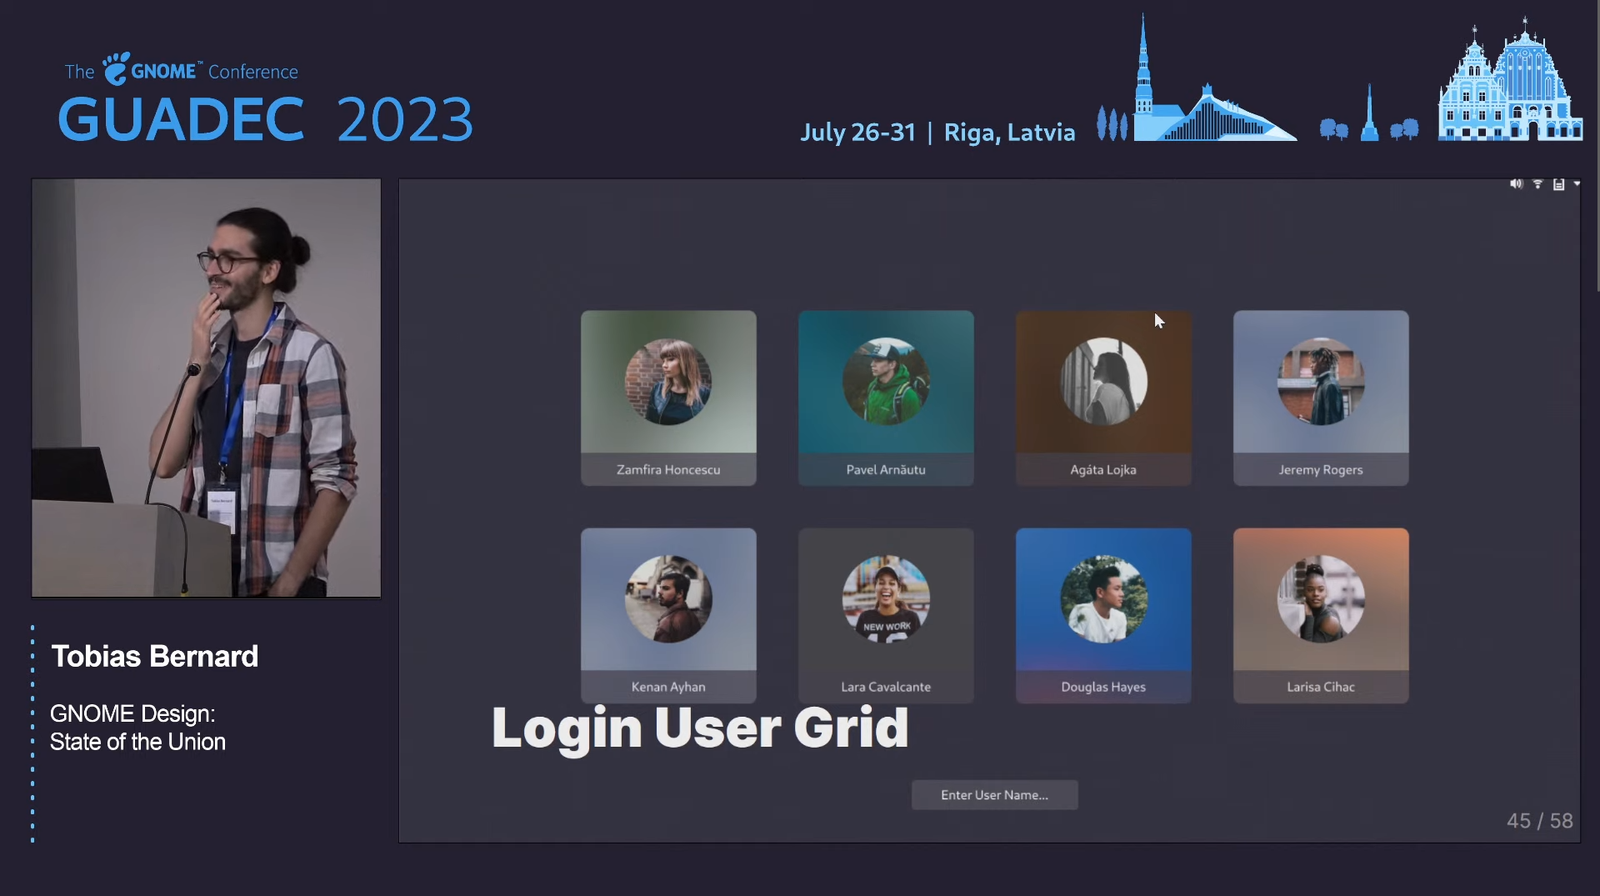 The GNOME™ Conference
GUADEC 2023
July 26-31 | Riga, Latvia
Zamfira Honcescu
Pavel Arnăutu
Agáta Lojka
Jeremy Rogers
NEW WORK
Kenan Ayhan
Lara Cavalcante
Douglas Hayes
Larisa Cihac
Login User Grid
Enter User Name...
45 / 58
Tobias Bernard
GNOME Design:
State of the Union